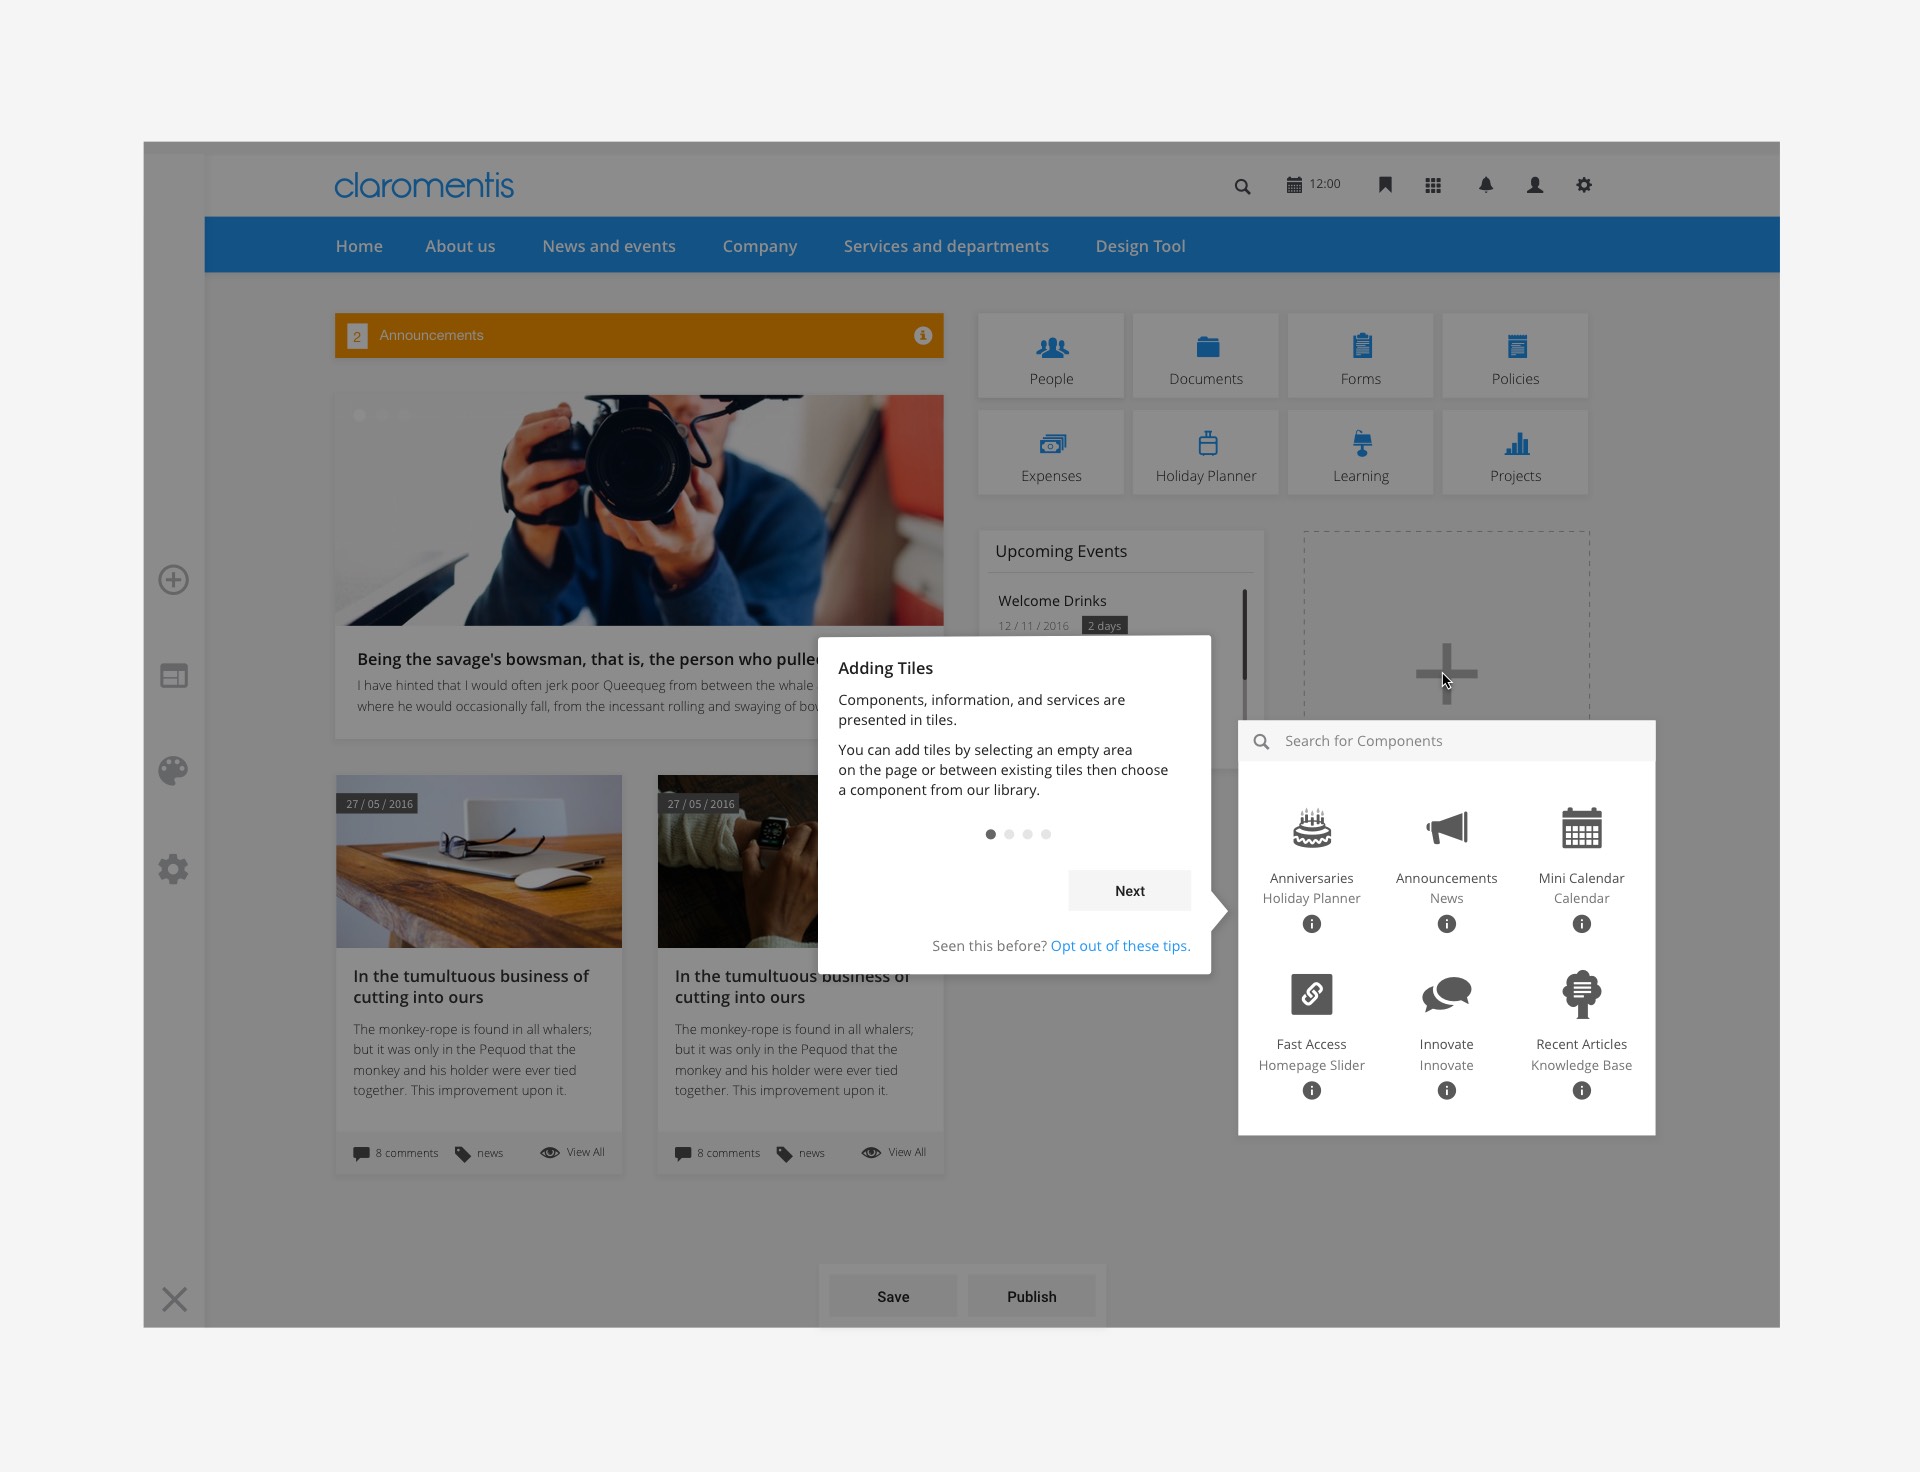 claromentis
12:00
Home
About us
News and events
Company
Services and departments
Design Tool
2
Announcements
People
Documents
Forms
Policies
Expenses
Holiday Planner
Learning
Projects
Being the savage's bowsman, that is, the person who
I have hinted that I would often jerk poor Queequeg from between the whale
where he would occasionally fall, from the incessant rolling and swaying of
Upcoming Events
Welcome Drinks
12 / 11 / 2016
2 days
Adding Tiles
Components, information, and services are
presented in tiles.
You can add tiles by selecting an empty area
on the page or between existing tiles then choose
a component from our library.
Next
Seen this before? Opt out of these tips.
Search for Components
Anniversaries
Holiday Planner
Announcements
News
Mini Calendar
Calendar
Fast Access
Homepage Slider
Innovate
Innovate
Recent Articles
Knowledge Base
27 / 05 / 2016
In the tumultuous business of
cutting into ours
The monkey-rope is found in all whalers;
but it was only in the Pequod that the
monkey and his holder were ever tied
together. This improvement upon it.
8 comments
news
View All
27 / 05 / 2016
In the tumultuous business of
cutting into ours
The monkey-rope is found in all whalers;
but it was only in the Pequod that the
monkey and his holder were ever tied
together. This improvement upon it.
8 comments
news
View All
Save
Publish